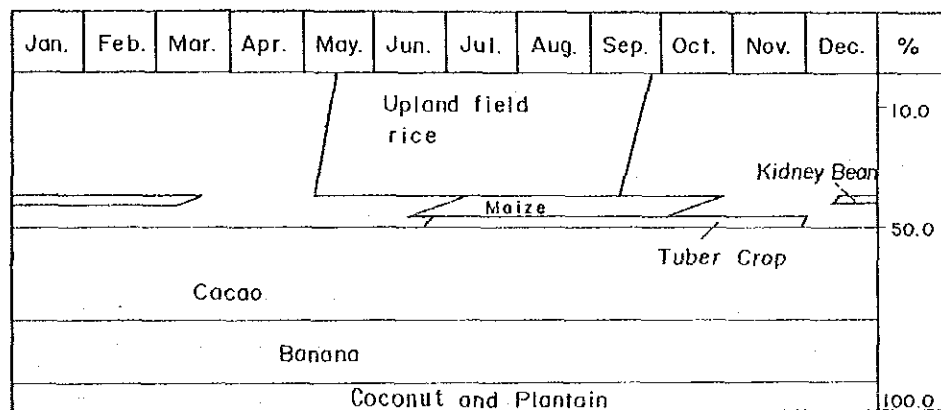 Jan. Feb. Mar. Apr. May. Jun. Jul. Aug. Sep. Oct. Nov. Dec. %
Upland field
rice
10.0
Kidney Bean
Maize
50.0
Tuber Crop
Cacao
Banana
Coconut and Plantain
100.0